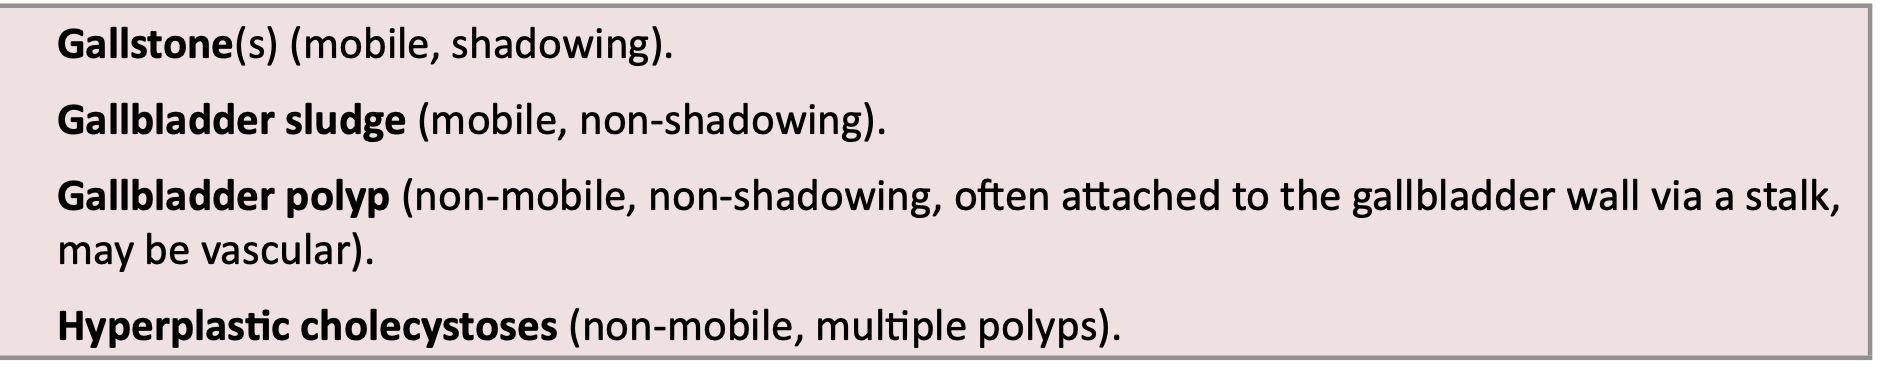 Gallstone(s) (mobile, shadowing).
Gallbladder sludge (mobile, non-shadowing).
Gallbladder polyp (non-mobile, non-shadowing, often attached to the gallbladder wall via a stalk,
may be vascular).
Hyperplastic cholecystoses (non-mobile, multiple polyps).